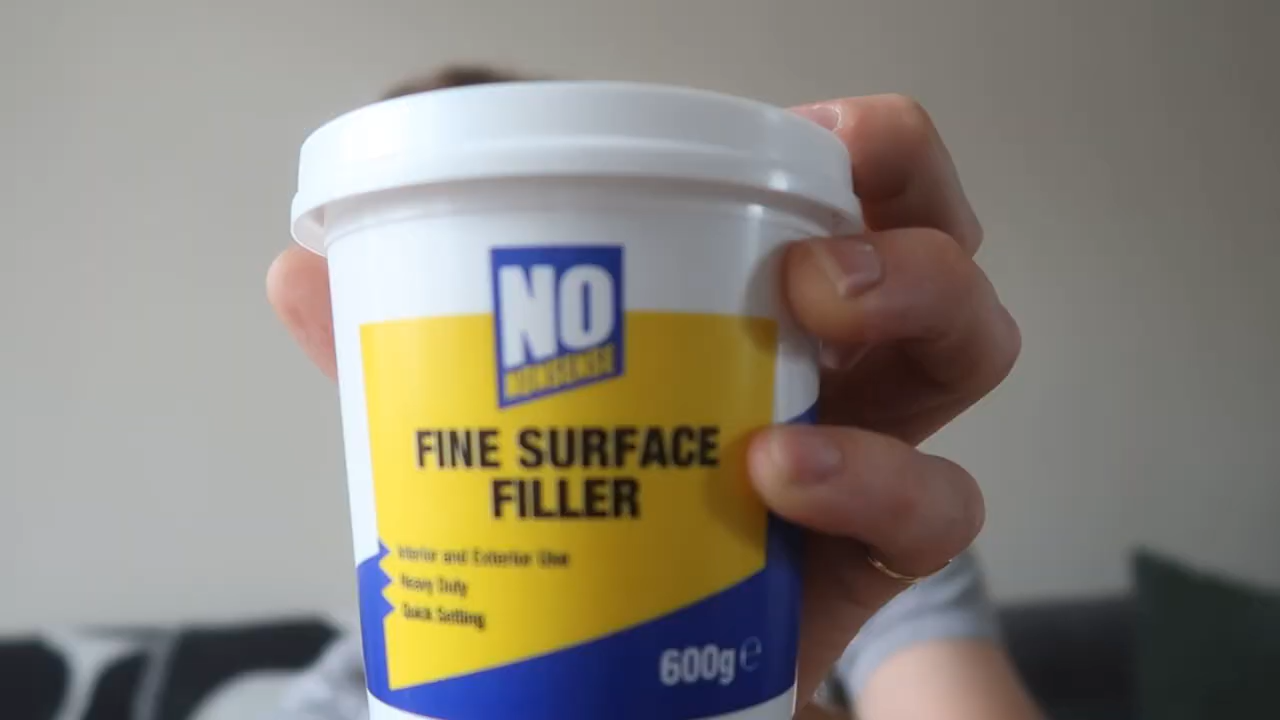 NO
NONSENSE
FINE SURFACE
FILLER
Interior and Exterior Use
Heavy Duty
Quick Setting
600g ℮